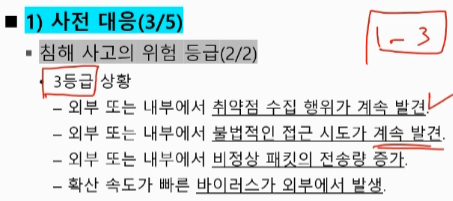 ■ 1) 사전 대응(3/5)
▪ 침해 사고의 위험 등급(2/2)
• 3등급 상황
– 외부 또는 내부에서 취약점 수집 행위가 계속 발견.
– 외부 또는 내부에서 불법적인 접근 시도가 계속 발견.
– 외부 또는 내부에서 비정상 패킷의 전송량 증가.
– 확산 속도가 빠른 바이러스가 외부에서 발생.
1 – 3